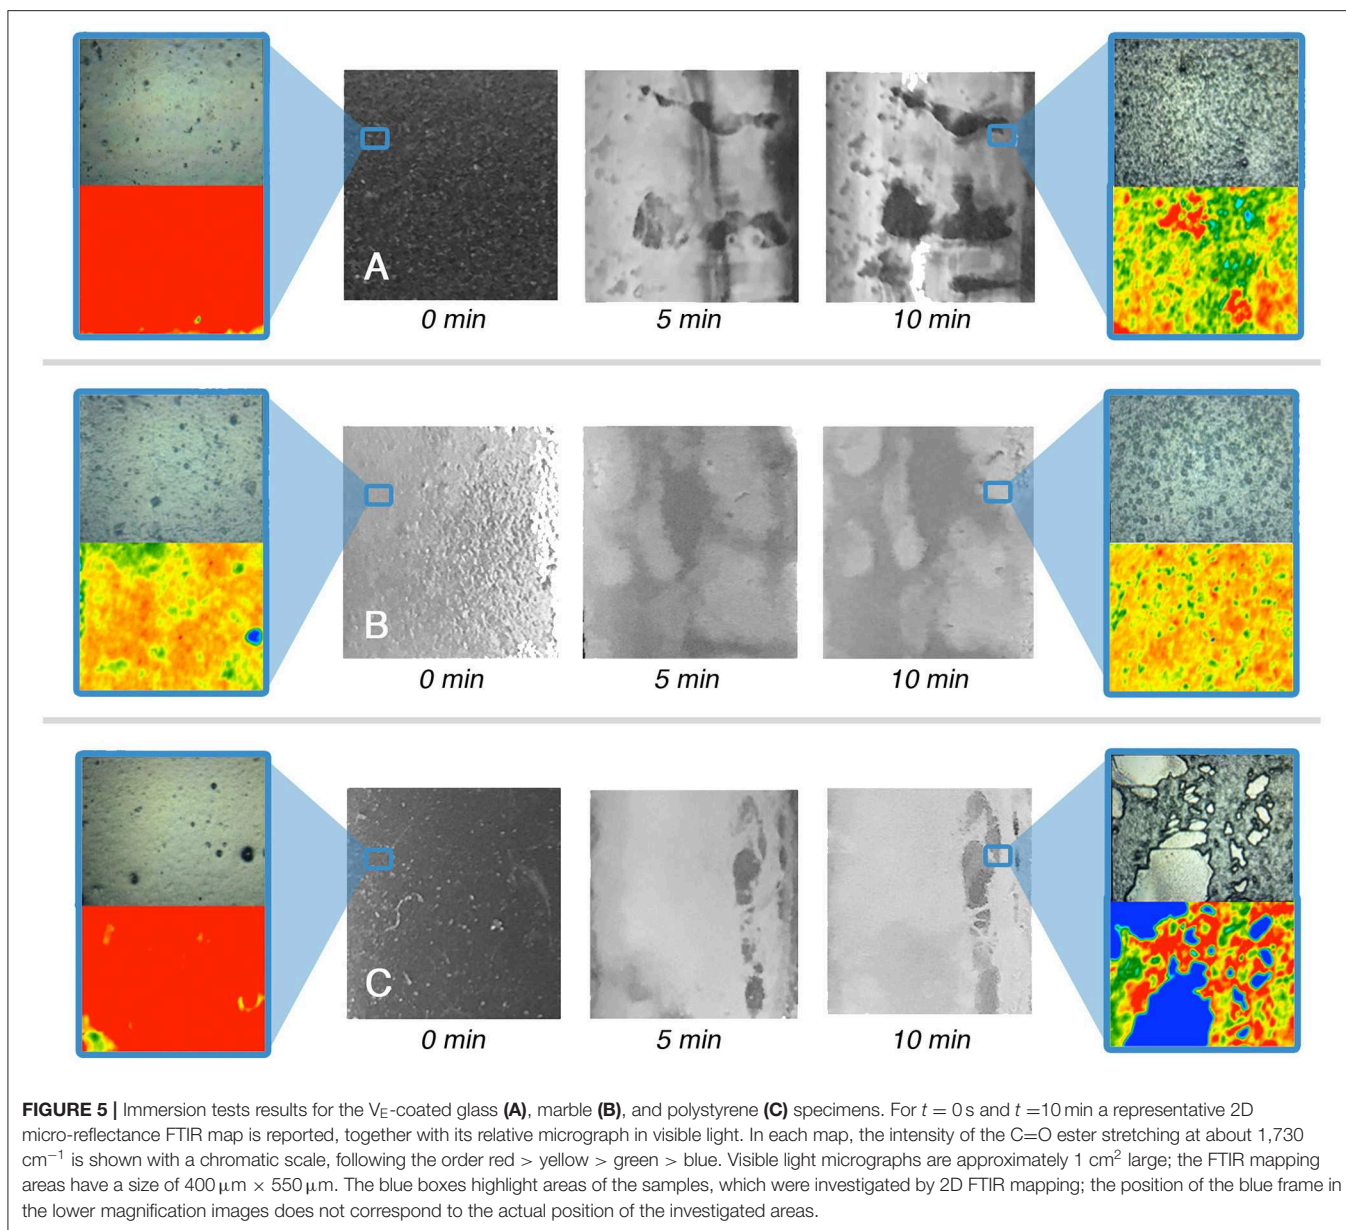 A
0 min
5 min
10 min
B
0 min
5 min
10 min
C
0 min
5 min
10 min
FIGURE 5 | Immersion tests results for the VE-coated glass (A), marble (B), and polystyrene (C) specimens. For t = 0 s and t =10 min a representative 2D
micro-reflectance FTIR map is reported, together with its relative micrograph in visible light. In each map, the intensity of the C=O ester stretching at about 1,730
cm−1 is shown with a chromatic scale, following the order red > yellow > green > blue. Visible light micrographs are approximately 1 cm2 large; the FTIR mapping
areas have a size of 400 μm × 550 μm. The blue boxes highlight areas of the samples, which were investigated by 2D FTIR mapping; the position of the blue frame in
the lower magnification images does not correspond to the actual position of the investigated areas.